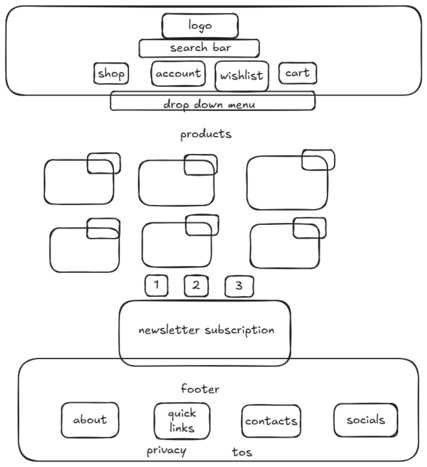 logo
search bar
shop account wishlist cart
drop down menu
products
1 2 3
newsletter subscription
footer
about quick links contacts socials
privacy tos